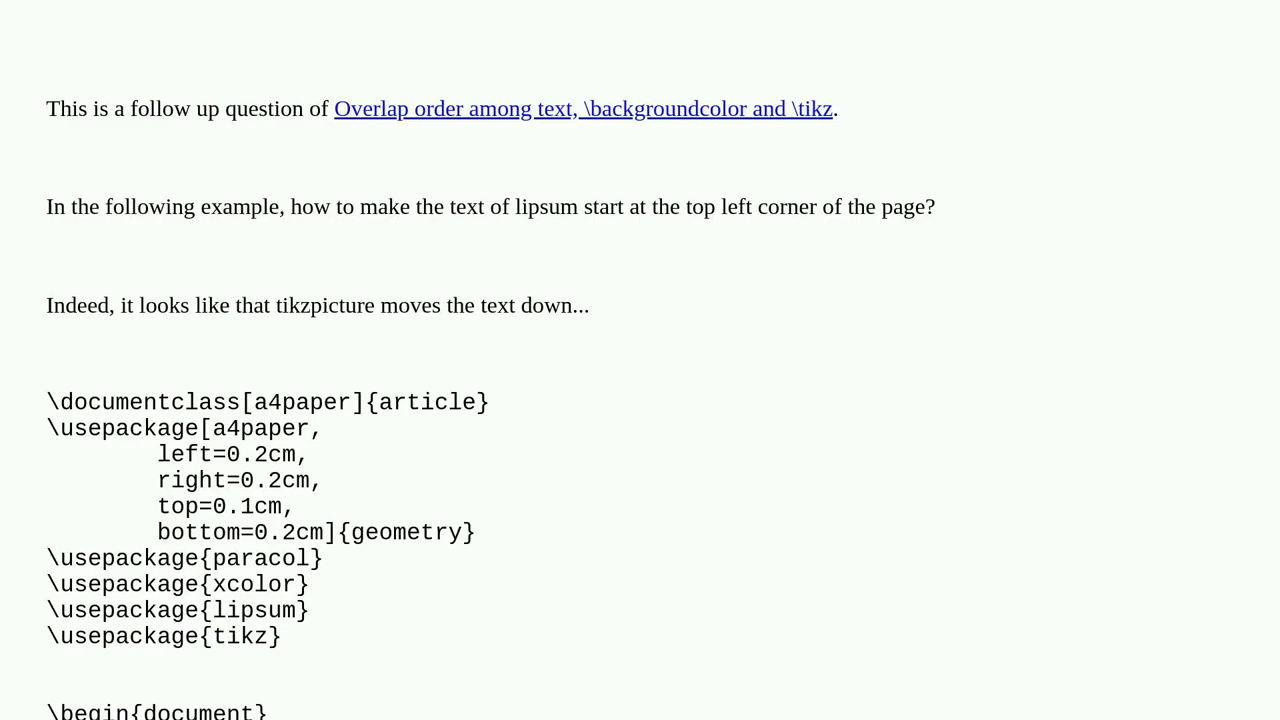 This is a follow up question of Overlap order among text, \backgroundcolor and \tikz.
In the following example, how to make the text of lipsum start at the top left corner of the page?
Indeed, it looks like that tikzpicture moves the text down...
\documentclass[a4paper]{article}
\usepackage[a4paper,
        left=0.2cm,
        right=0.2cm,
        top=0.1cm,
        bottom=0.2cm]{geometry}
\usepackage{paracol}
\usepackage{xcolor}
\usepackage{lipsum}
\usepackage{tikz}
\begin{document}